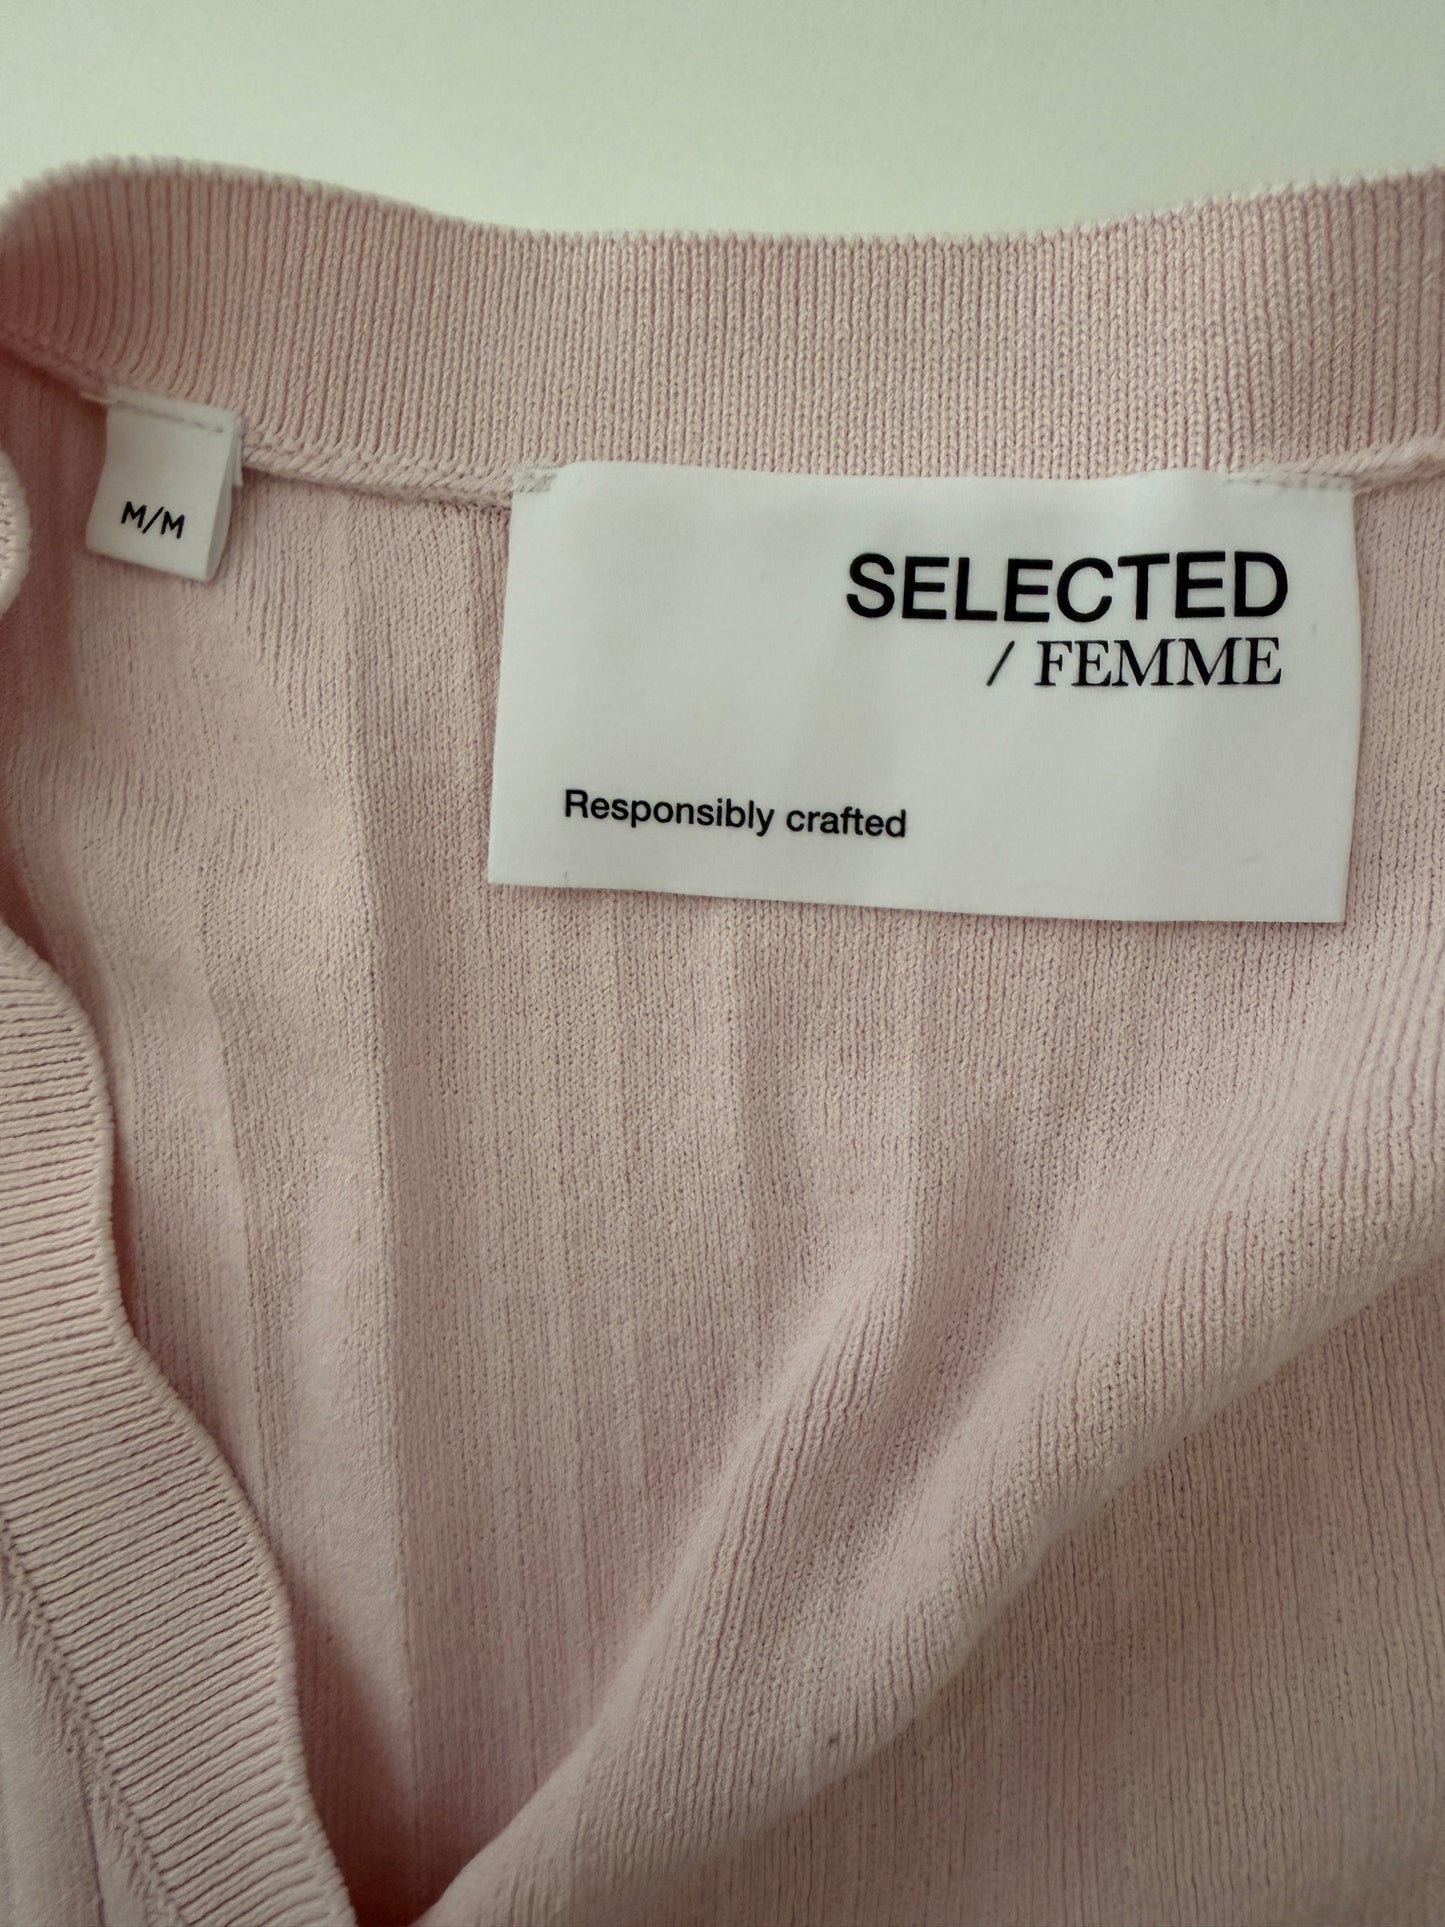 M/M
SELECTED
/ FEMME
Responsibly crafted